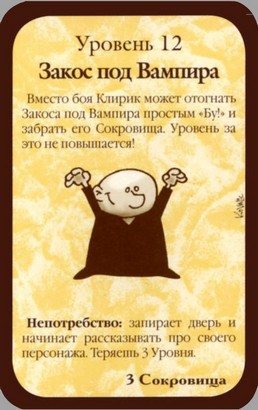 Уровень 12
Закос под Вампира
Вместо боя Клирик может отогнать
Закоса под Вампира простым «Бу!» и
забрать его Сокровища. Уровень за
это не повышается!
Непотребство: запирает дверь и
начинает рассказывать про своего
персонажа. Теряешь 3 Уровня.
3 Сокровища